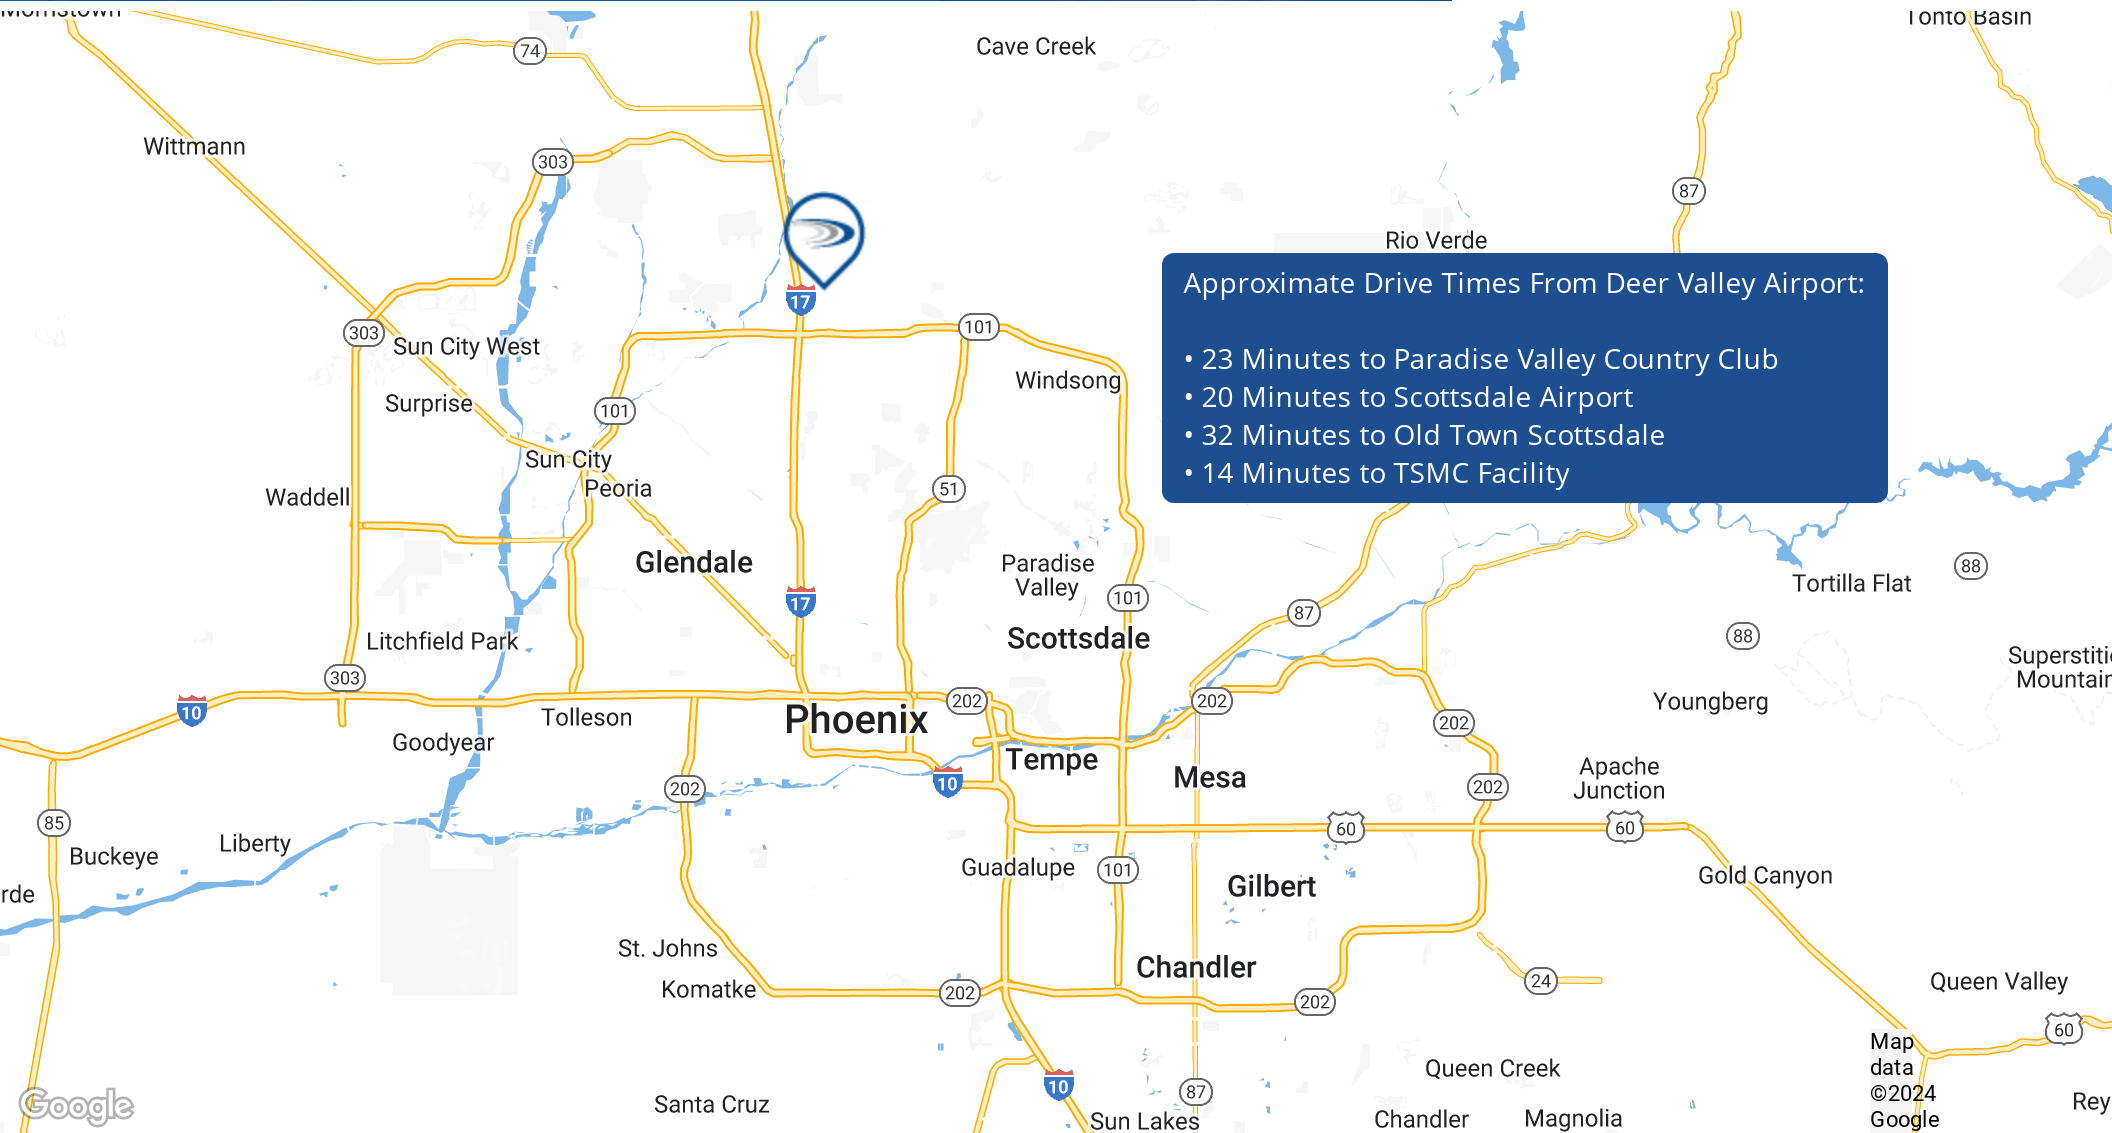 Morristown
Tonto Basin
Cave Creek
74
Wittmann
303
87
Rio Verde
Approximate Drive Times From Deer Valley Airport:
• 23 Minutes to Paradise Valley Country Club
• 20 Minutes to Scottsdale Airport
• 32 Minutes to Old Town Scottsdale
• 14 Minutes to TSMC Facility
17
303
101
Sun City West
Windsong
Surprise
101
Sun City
Peoria
51
Waddell
Glendale
Paradise
Valley
88
Tortilla Flat
17
101
87
Litchfield Park
Scottsdale
88
Superstiti
Mountain
303
10
202
202
Youngberg
Tolleson
Phoenix
202
Goodyear
Tempe
Mesa
Apache
Junction
202
10
202
85
60
60
Liberty
Buckeye
Guadalupe
101
Gilbert
Gold Canyon
rde
St. Johns
Chandler
Komatke
202
202
24
Queen Valley
60
Map
data
©2024
Google
Queen Creek
10
87
Google
Santa Cruz
Sun Lakes
Chandler
Magnolia
Rey